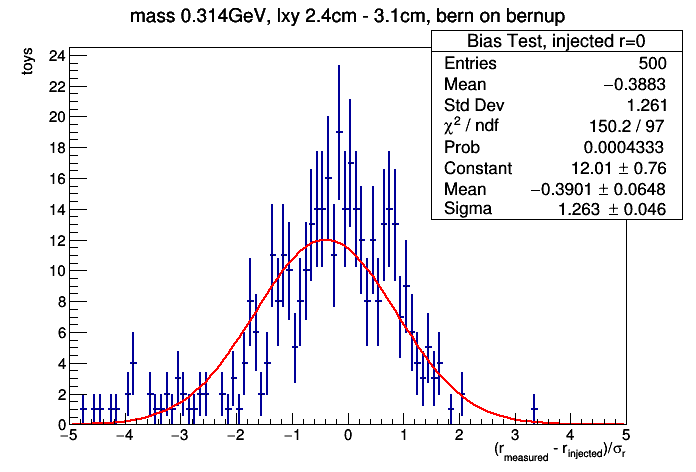 mass 0.314GeV, lxy 2.4cm - 3.1cm, bern on bernup
Bias Test, injected r=0
Entries 500
Mean −0.3883
Std Dev 1.261
χ² / ndf 150.2 / 97
Prob 0.0004333
Constant 12.01 ± 0.76
Mean −0.3901 ± 0.0648
Sigma 1.263 ± 0.046
toys
24
22
20
18
16
14
12
10
8
6
4
2
0
−5 −4 −3 −2 −1 0 1 2 3 4 5
(r_measured - r_injected)/σ_r